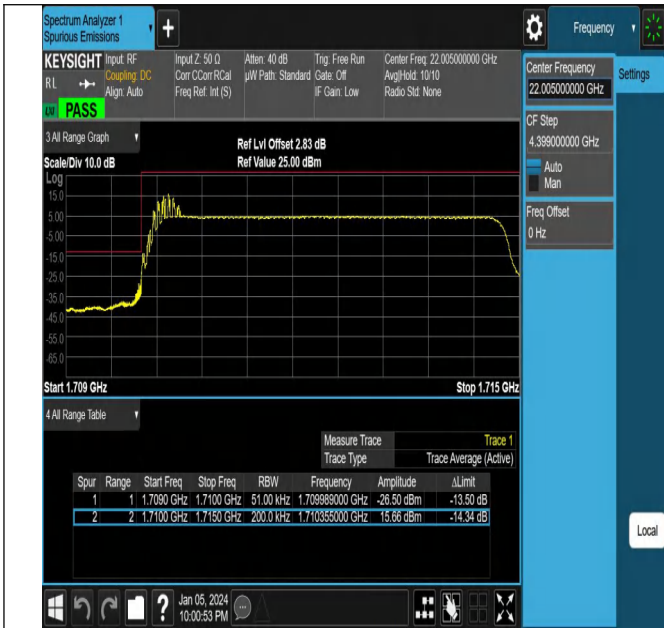 Spectrum Analyzer 1
Spurious Emissions
Frequency
KEYSIGHT Input: RF Input Z: 50 Ω Atten: 40 dB Trig: Free Run Center Freq: 22.005000000 GHz
RL Coupling: DC Corr CCorr RCal µW Path: Standard Gate: Off Avg|Hold: 10/10
Align: Auto Freq Ref: Int (S) IF Gain: Low Radio Std: None
PASS
Center Frequency
22.005000000 GHz
Settings
CF Step
4.399000000 GHz
Auto
Man
Freq Offset
0 Hz
3 All Range Graph
Ref Lvl Offset 2.83 dB
Scale/Div 10.0 dB Ref Value 25.00 dBm
Log
15.0
5.00
-5.00
-15.0
-25.0
-35.0
-45.0
-55.0
-65.0
Start 1.709 GHz Stop 1.715 GHz
4 All Range Table
Measure Trace Trace 1
Trace Type Trace Average (Active)
Spur Range Start Freq Stop Freq RBW Frequency Amplitude ΔLimit
1 1 1.7090 GHz 1.7100 GHz 51.00 kHz 1.709989000 GHz -26.50 dBm -13.50 dB
2 2 1.7100 GHz 1.7150 GHz 200.0 kHz 1.710355000 GHz 15.66 dBm -14.34 dB
Local
Jan 05, 2024
10:00:53 PM